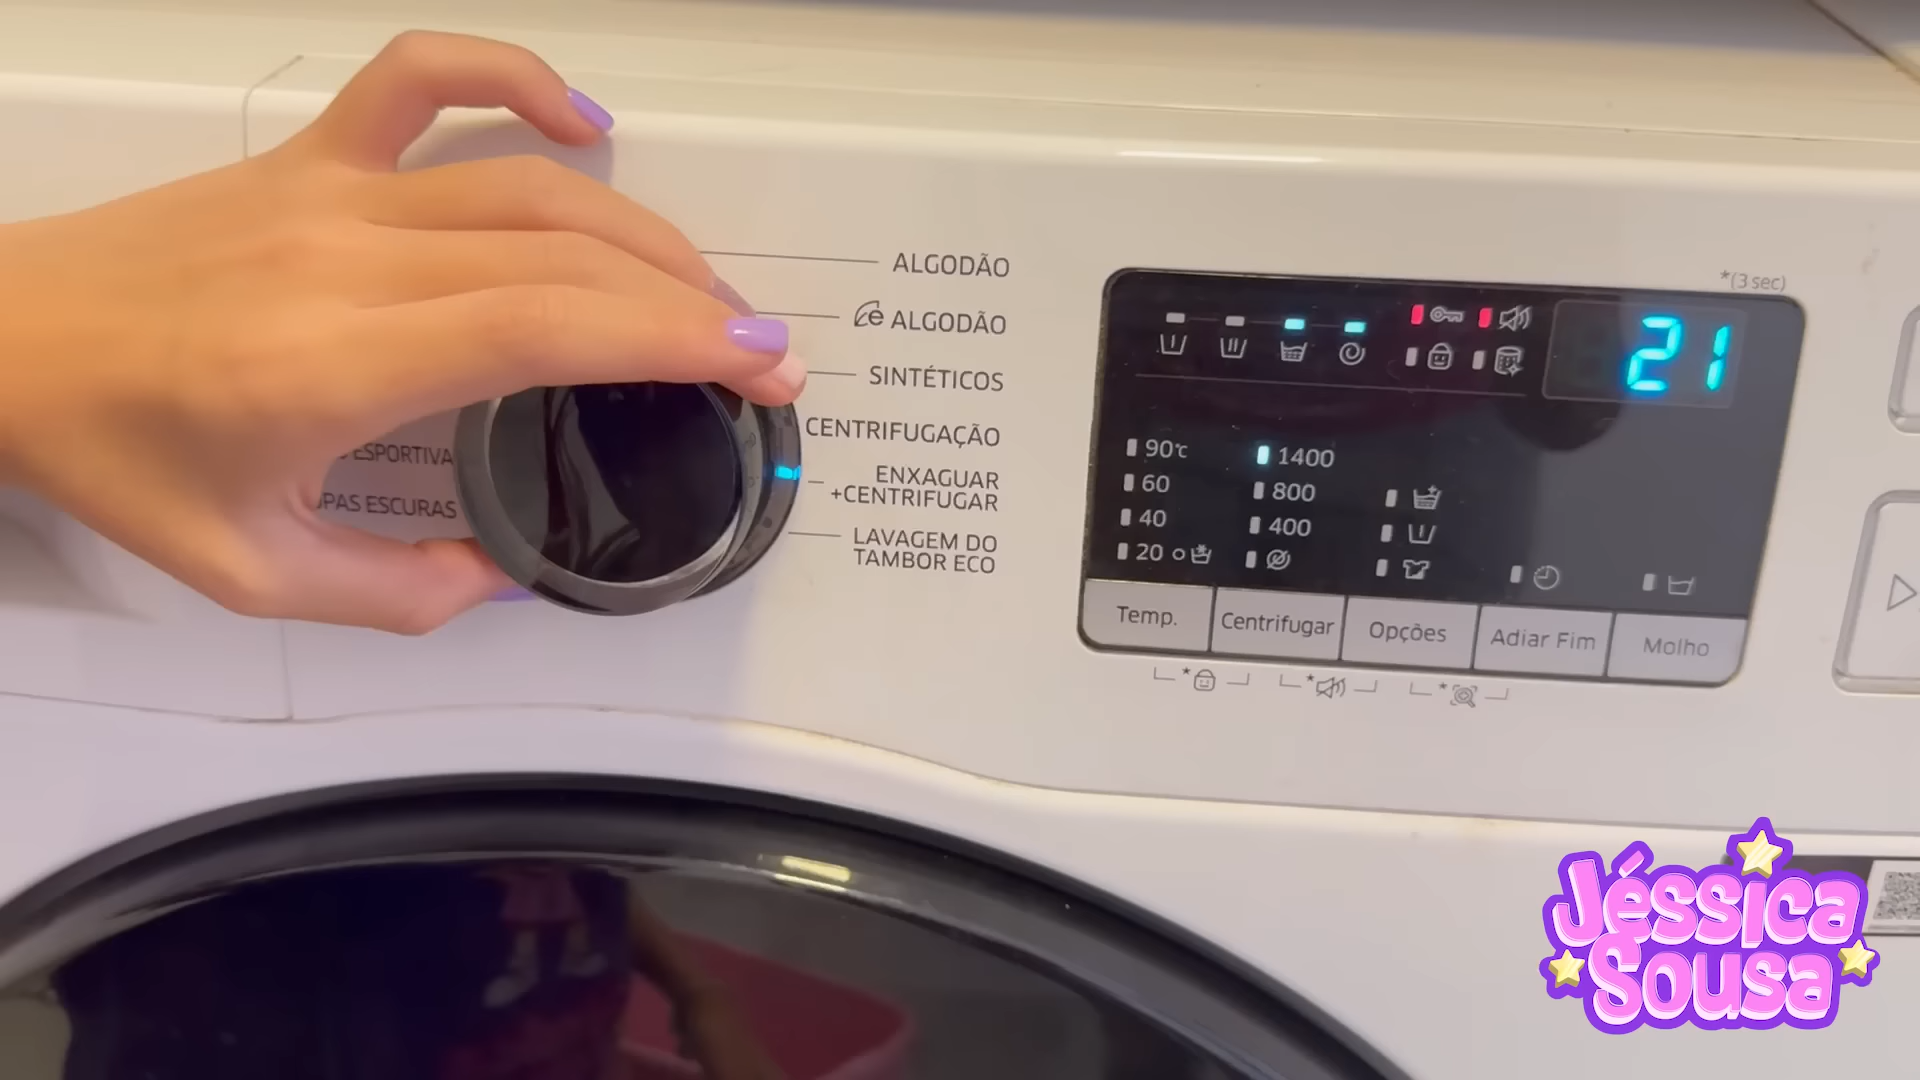 ALGODÃO
ALGODÃO
SINTÉTICOS
CENTRIFUGAÇÃO
ENXAGUAR
+CENTRIFUGAR
LAVAGEM DO
TAMBOR ECO
ESPORTIVA
ESCURAS
*(3 sec)
21
90°c
60
40
20
1400
800
400
Temp.
Centrifugar
Opções
Adiar Fim
Molho
Jéssica
Sousa